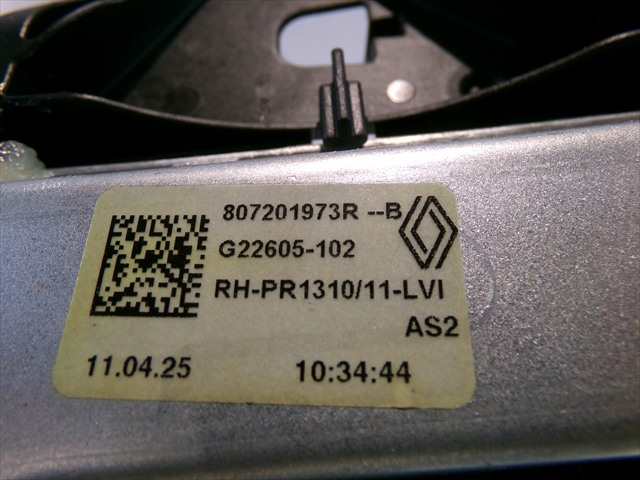 807201973R --B
G22605-102
RH-PR1310/11-LVI
AS2
11.04.25 10:34:44